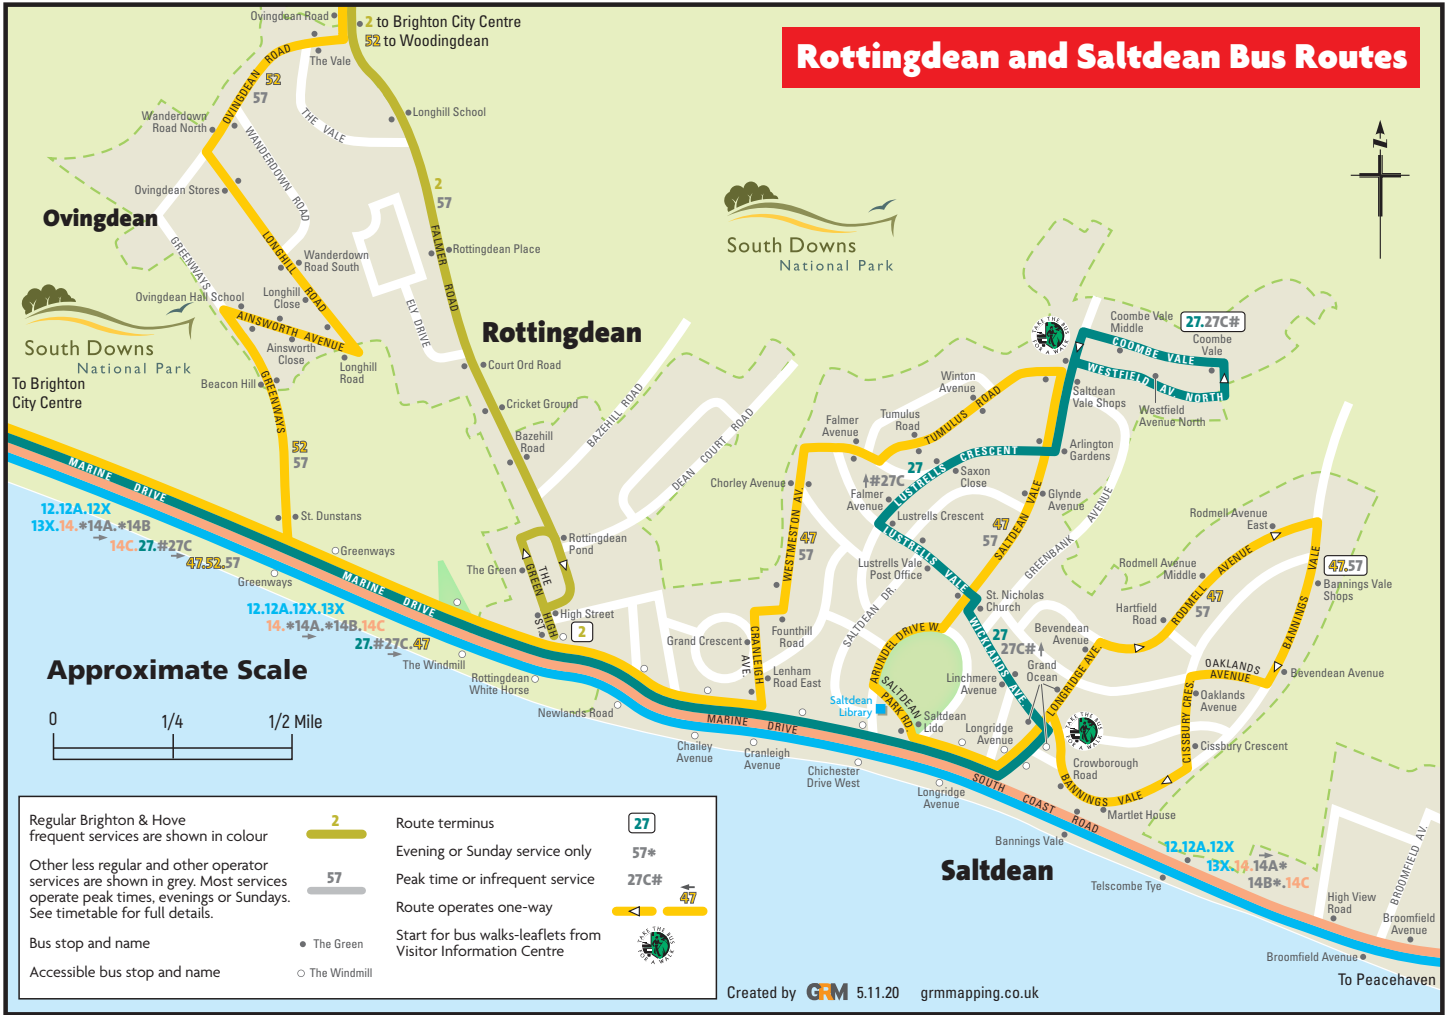 Rottingdean and Saltdean Bus Routes
Ovingdean Road
2 to Brighton City Centre
52 to Woodingdean
The Vale
OVINGDEAN ROAD
52
57
THE VALE
Longhill School
Wanderdown
Road North
WANDERDOWN ROAD
Ovingdean Stores
2
57
Ovingdean
LONGHILL ROAD
Wanderdown
Road South
FALMER ROAD
Rottingdean Place
GREENWAYS
Ovingdean Hall School
Longhill
Close
ELY DRIVE
AINSWORTH AVENUE
Ainsworth
Close
Longhill
Road
South Downs
National Park
South Downs
National Park
Rottingdean
To Brighton
City Centre
Beacon Hill
GREENWAYS
Court Ord Road
Cricket Ground
Bazehill
Road
BAZEHILL ROAD
DEAN COURT ROAD
52
57
St. Dunstans
MARINE DRIVE
12.12A.12X
13X.14.*14A.*14B
14C.27.#27C
47.52.57
Greenways
Greenways
MARINE DRIVE
12.12A.12X.13X
14.*14A.*14B.14C
27.#27C.47
The Windmill
Rottingdean
Pond
The Green
THE GREEN
HIGH ST
High Street
2
Rottingdean
White Horse
Newlands Road
Coombe Vale
Middle
27.27C#
Coombe
Vale
COOMBE VALE
WESTFIELD AV. NORTH
Westfield
Avenue North
Saltdean
Vale Shops
TAKE THE BUS
FOR A WALK
Winton
Avenue
Tumulus
Road
TUMULUS ROAD
Falmer
Avenue
Arlington
Gardens
LUSTRELLS CRESCENT
27
#27C
Falmer
Avenue
Saxon
Close
Chorley Avenue
WESTMESTON AV.
47
57
Lustrells Crescent
LUSTRELLS VALE
Lustrells Vale
Post Office
Glynde
Avenue
47
57
SALTDEAN VALE
GREENBANK AVENUE
SALTDEAN DR.
St. Nicholas
Church
WICKLANDS AVE.
27
27C#
Grand
Ocean
Linchmere
Avenue
Grand Crescent
CRANLEIGH AVE.
Founthill
Road
Lenham
Road East
ARUNDEL DRIVE W.
SALTDEAN PARK RD.
Saltdean
Library
Saltdean
Lido
Longridge
Avenue
LONGRIDGE AVE.
Bevendean
Avenue
Hartfield
Road
Rodmell Avenue
Middle
Rodmell Avenue
East
RODMELL AVENUE
47
57
47.57
Bannings Vale
Shops
BANNINGS VALE
OAKLANDS AVENUE
Bevendean Avenue
Oaklands
Avenue
CISSBURY CRES.
Cissbury Crescent
TAKE THE BUS
FOR A WALK
Crowborough
Road
BANNINGS VALE
Martlet House
MARINE DRIVE
Chailey
Avenue
Cranleigh
Avenue
Chichester
Drive West
Longridge
Avenue
SOUTH COAST ROAD
Bannings Vale
Saltdean
Telscombe Tye
12.12A.12X
13X.14.14A*
14B*.14C
BROOMFIELD AV.
High View
Road
Broomfield
Avenue
Broomfield Avenue
To Peacehaven
Approximate Scale
0 1/4 1/2 Mile
Regular Brighton & Hove
frequent services are shown in colour
2
Other less regular and other operator
services are shown in grey. Most services
operate peak times, evenings or Sundays.
See timetable for full details.
57
Bus stop and name
The Green
Accessible bus stop and name
The Windmill
Route terminus
27
Evening or Sunday service only
57*
Peak time or infrequent service
27C#
Route operates one-way
47
Start for bus walks-leaflets from
Visitor Information Centre
TAKE THE BUS
FOR A WALK
Created by GRM 5.11.20 grmmapping.co.uk